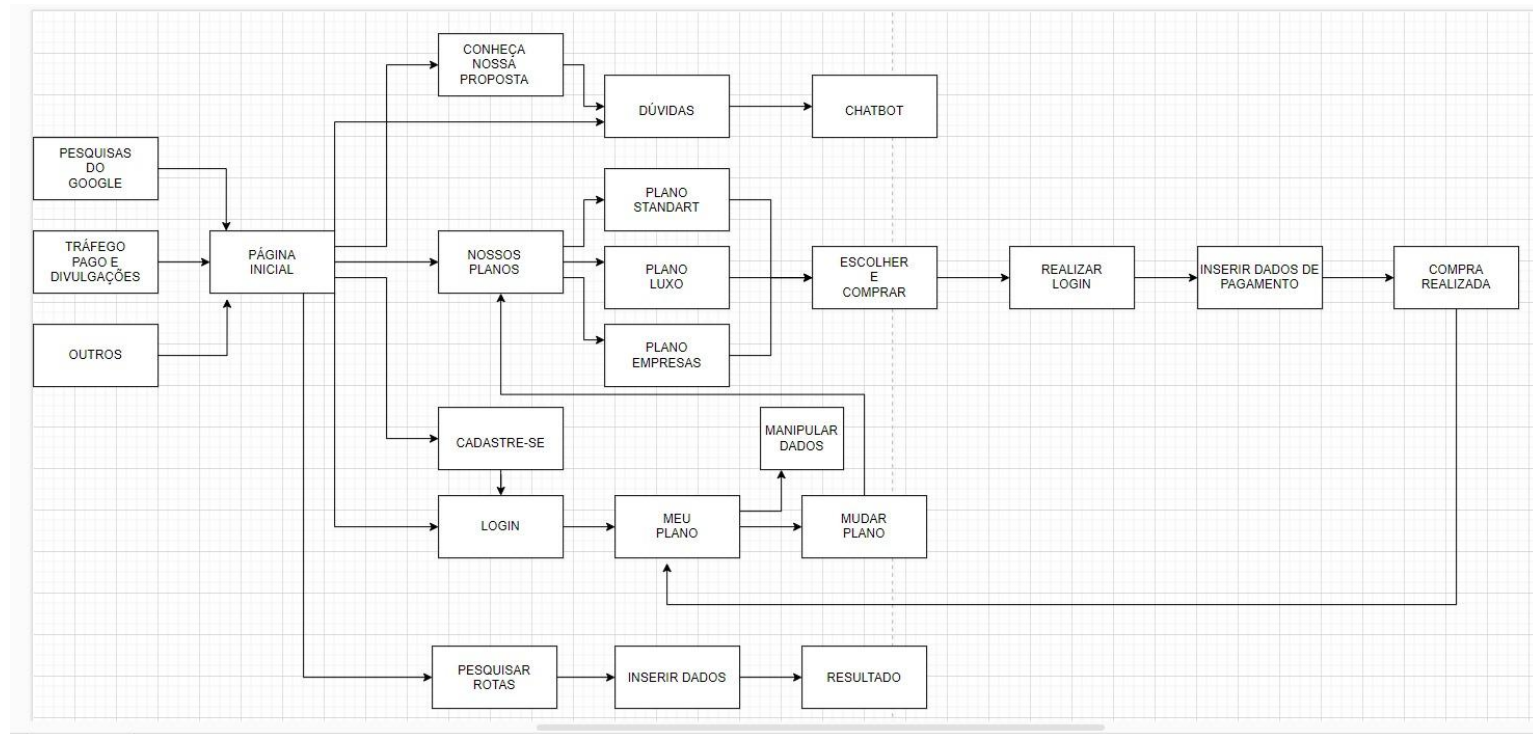 CONHEÇA
NOSSA
PROPOSTA
DÚVIDAS
CHATBOT
PESQUISAS
DO
GOOGLE
PLANO
STANDART
TRÁFEGO
PAGO E
DIVULGAÇÕES
PÁGINA
INICIAL
NOSSOS
PLANOS
PLANO
LUXO
ESCOLHER
E
COMPRAR
REALIZAR
LOGIN
INSERIR DADOS DE
PAGAMENTO
COMPRA
REALIZADA
OUTROS
PLANO
EMPRESAS
CADASTRE-SE
MANIPULAR
DADOS
LOGIN
MEU
PLANO
MUDAR
PLANO
PESQUISAR
ROTAS
INSERIR DADOS
RESULTADO